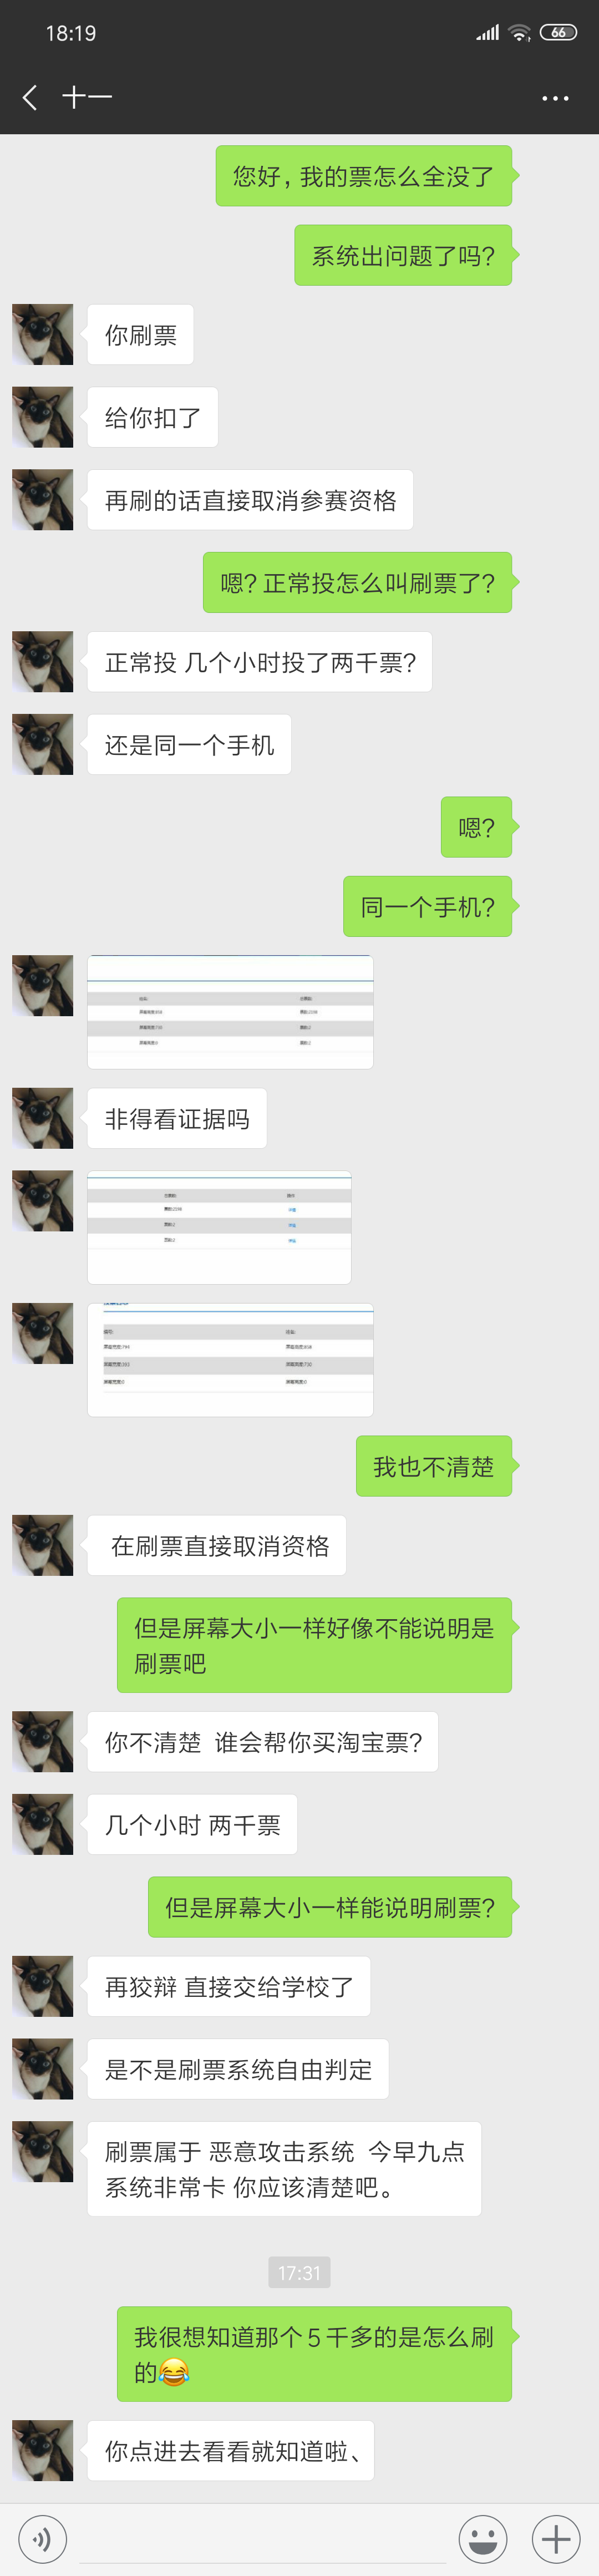 18:19
66
十一
您好，我的票怎么全没了
系统出问题了吗?
你刷票
给你扣了
再刷的话直接取消参赛资格
嗯? 正常投怎么叫刷票了?
正常投 几个小时投了两千票?
还是同一个手机
嗯?
同一个手机?
非得看证据吗
我也不清楚
在刷票直接取消资格
但是屏幕大小一样好像不能说明是
刷票吧
你不清楚 谁会帮你买淘宝票?
几个小时 两千票
但是屏幕大小一样能说明刷票?
再狡辩 直接交给学校了
是不是刷票系统自由判定
刷票属于 恶意攻击系统 今早九点
系统非常卡 你应该清楚吧。
17:31
我很想知道那个5千多的是怎么刷
的😂
你点进去看看就知道啦、